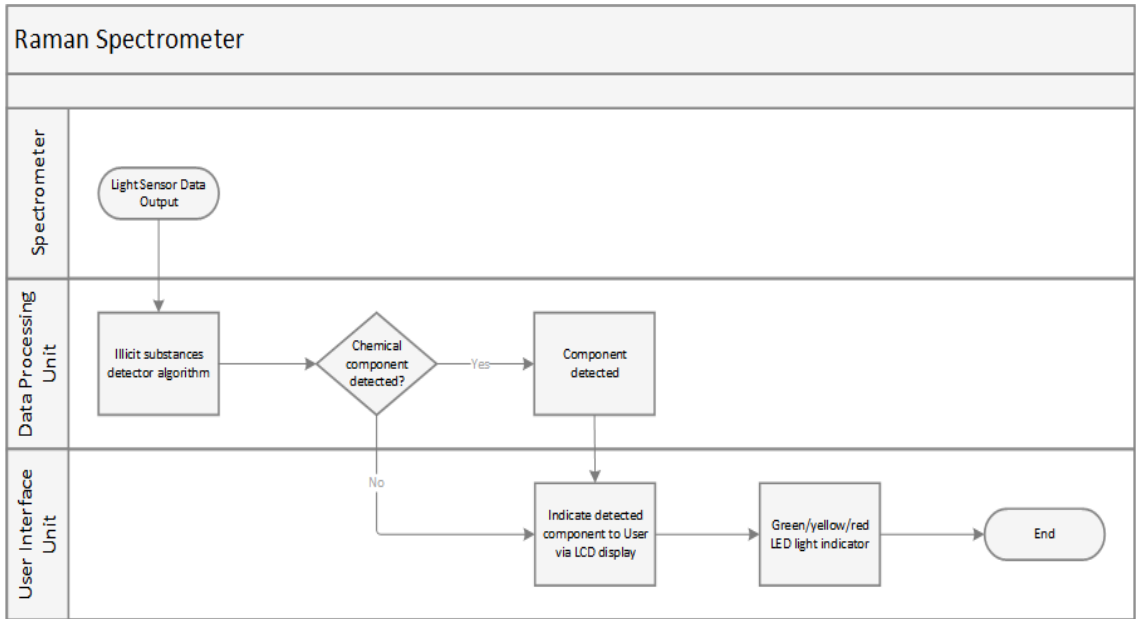 Raman Spectrometer
Spectrometer
Light Sensor Data
Output
Data Processing
Unit
Illicit substances
detector algorithm
Chemical
component
detected?
Yes
Component
detected
No
User Interface
Unit
Indicate detected
component to User
via LCD display
Green/yellow/red
LED light indicator
End